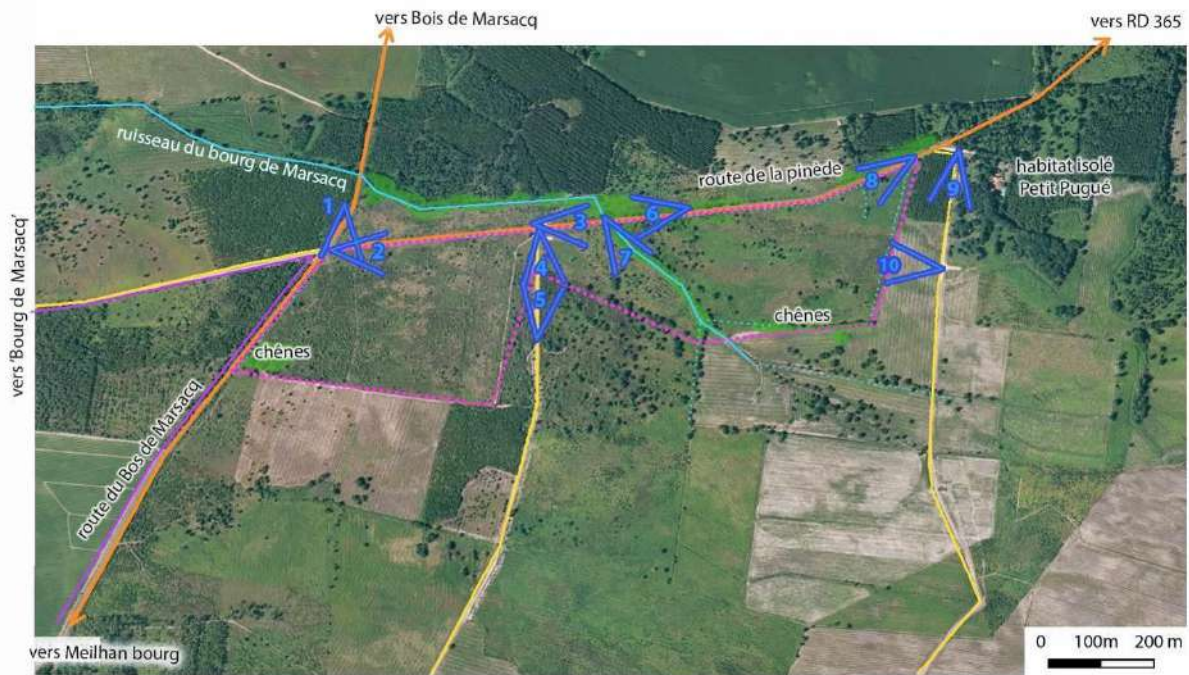 vers Bois de Marsacq
vers RD 365
ruisseau du bourg de Marsacq
route de la pinède
habitat isolé
Petit Pugué
1
2
3
4
5
6
7
8
9
10
chênes
chênes
vers 'Bourg de Marsacq'
route du Bos de Marsacq
vers Meilhan bourg
0 100m 200 m